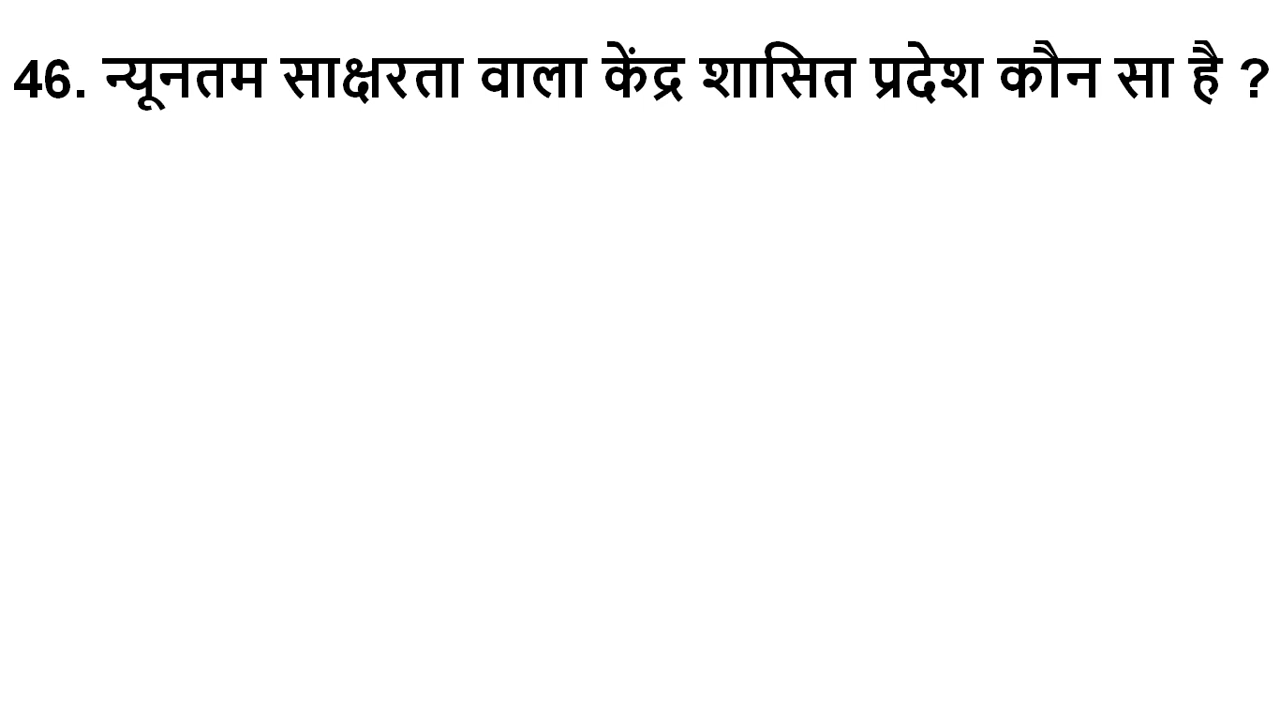 46. न्यूनतम साक्षरता वाला केंद्र शासित प्रदेश कौन सा है ?